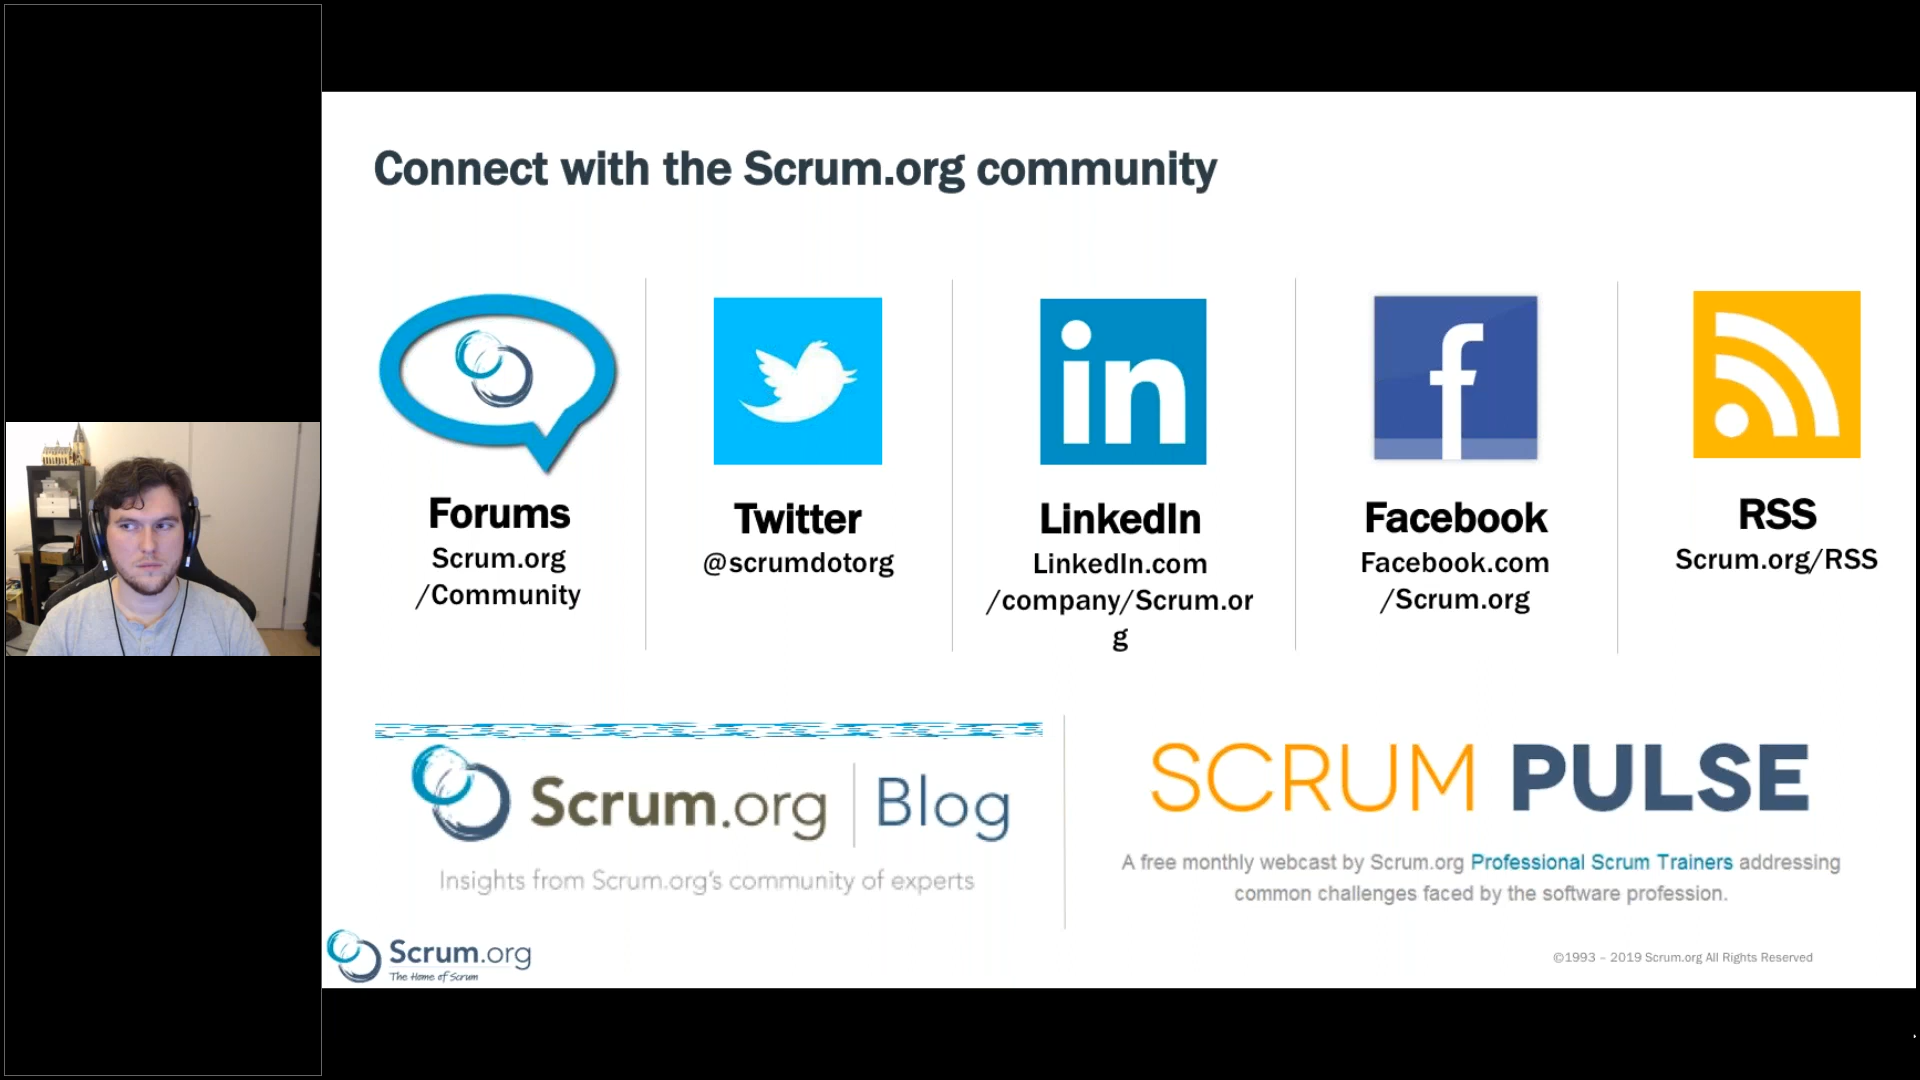 Connect with the Scrum.org community
Forums
Scrum.org
/Community
Twitter
@scrumdotorg
in
LinkedIn
LinkedIn.com
/company/Scrum.or
g
f
Facebook
Facebook.com
/Scrum.org
RSS
Scrum.org/RSS
Scrum.org | Blog
Insights from Scrum.org's community of experts
SCRUM PULSE
A free monthly webcast by Scrum.org Professional Scrum Trainers addressing
common challenges faced by the software profession.
Scrum.org
The Home of Scrum
©1993 – 2019 Scrum.org All Rights Reserved